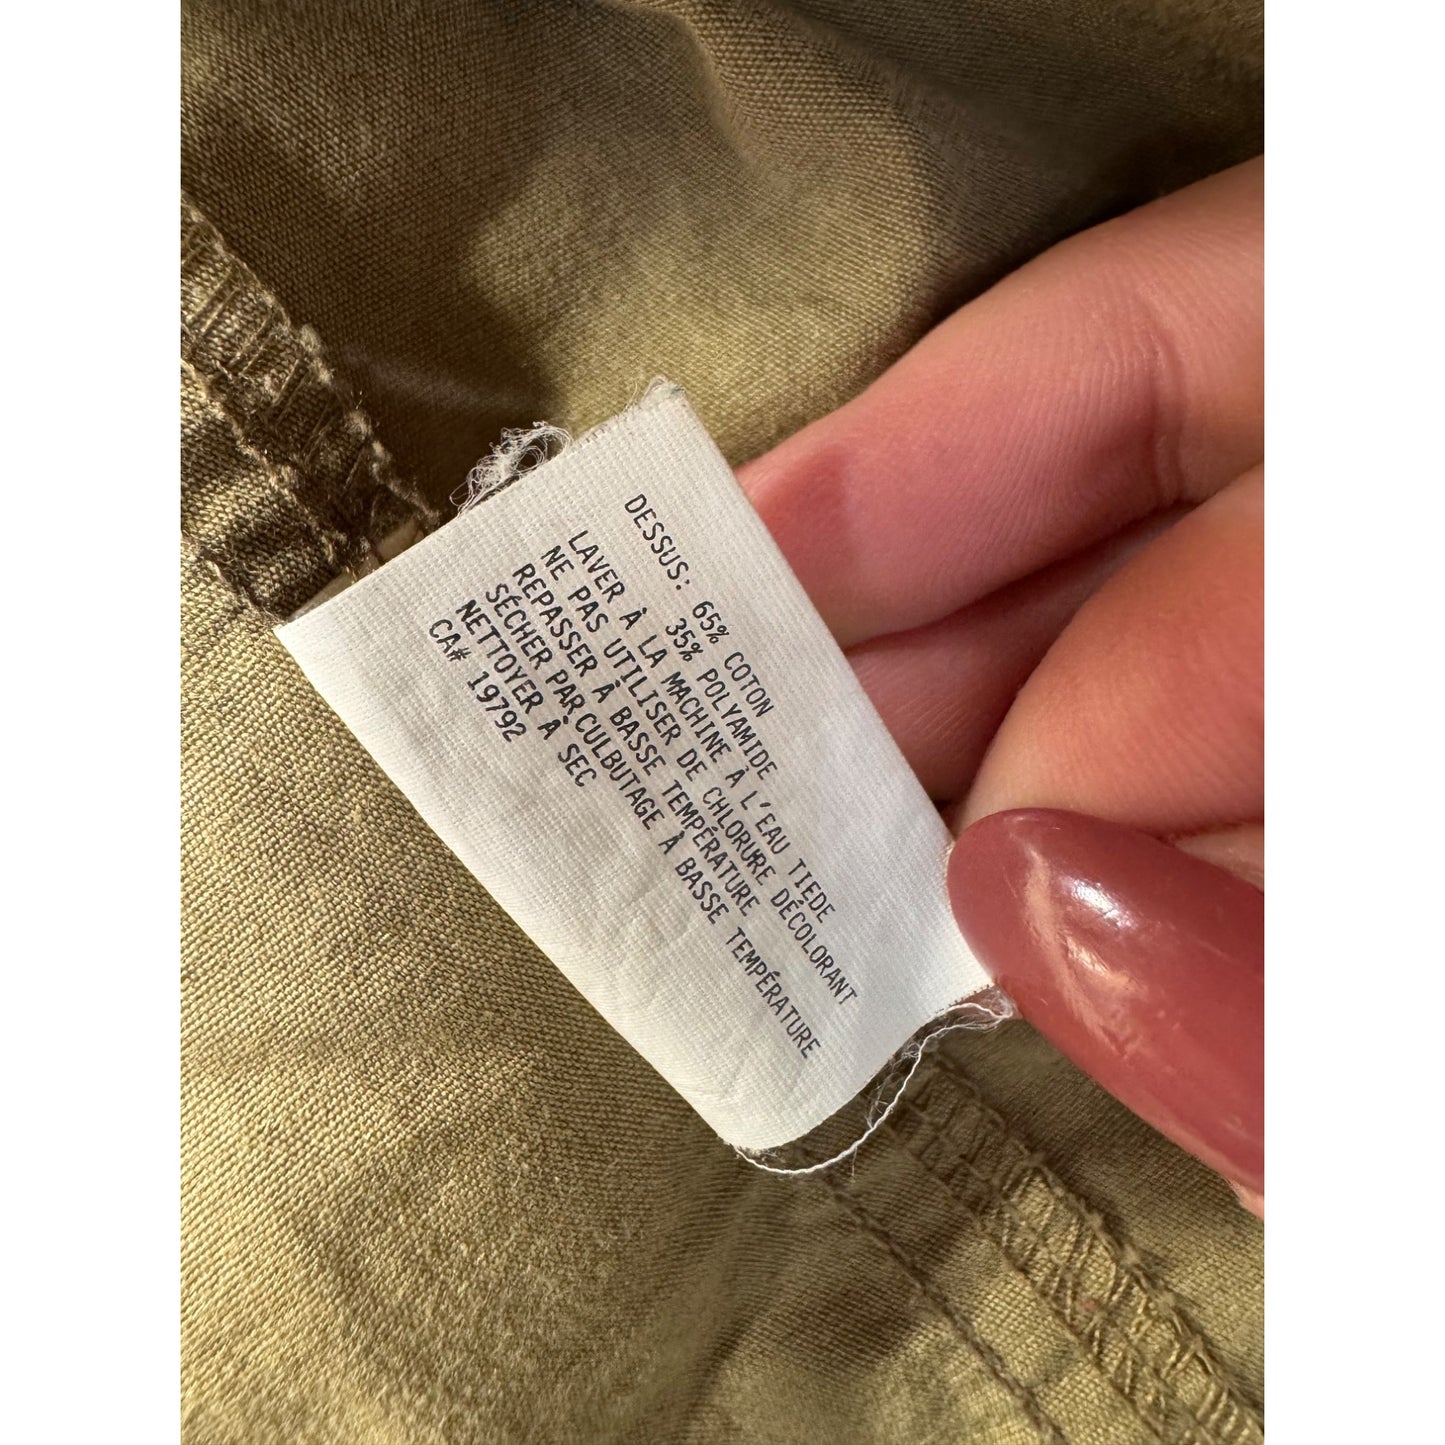 DESSUS: 65% COTON
35% POLYAMIDE
LAVER À LA MACHINE À L'EAU TIEDE
NE PAS UTILISER DE CHLORURE DÉCOLORANT
REPASSER À BASSE TEMPÉRATURE
SÉCHER PAR CULBUTAGE À BASSE TEMPÉRATURE
NETTOYER À SEC
CA# 19792